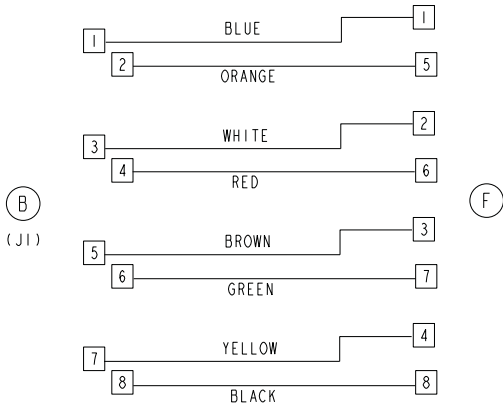 BLUE 1
1
2 5
ORANGE
WHITE 2
3
4 6
RED
B F
(J1)
BROWN 3
5
6 7
GREEN
YELLOW 4
7
8 8
BLACK